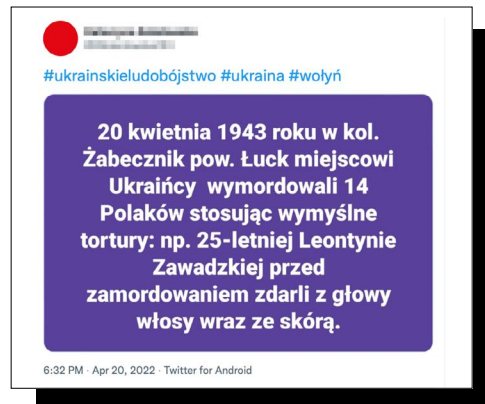 #ukrainskieludobójstwo #ukraina #wołyń
20 kwietnia 1943 roku w kol.
Żabecznik pow. Łuck miejscowi
Ukraińcy wymordowali 14
Polaków stosując wymyślne
tortury: np. 25-letniej Leontynie
Zawadzkiej przed
zamordowaniem zdarli z głowy
włosy wraz ze skórą.
6:32 PM · Apr 20, 2022 · Twitter for Android